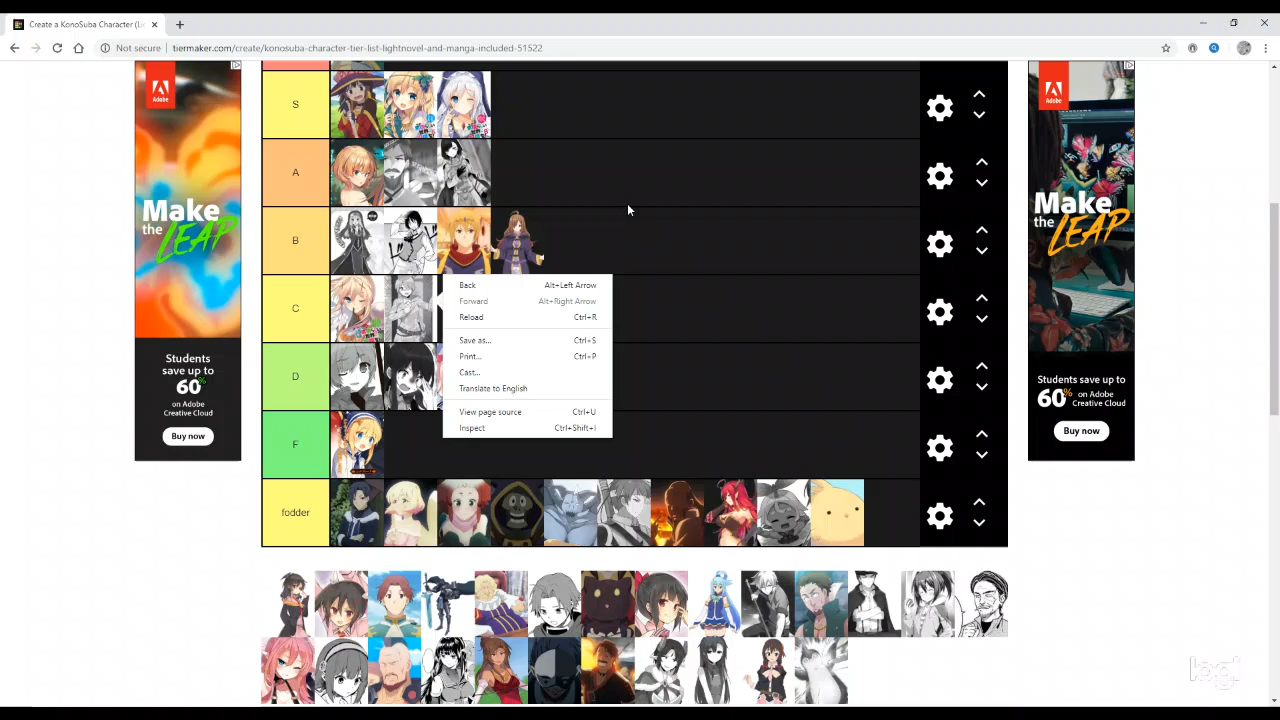 Create a KonoSuba Character (Li
Not secure
tiermaker.com/create/konosuba-character-tier-list-lightnovel-and-manga-included-51522
Adobe
Make
the LEAP
Students
save up to
60%
on Adobe
Creative Cloud
Buy now
S
A
B
C
D
F
fodder
Back Alt+Left Arrow
Forward Alt+Right Arrow
Reload Ctrl+R
Save as... Ctrl+S
Print... Ctrl+P
Cast...
Translate to English
View page source Ctrl+U
Inspect Ctrl+Shift+I
Adobe
Make
the LEAP
Students save up to
60% on Adobe
Creative Cloud
Buy now
logi